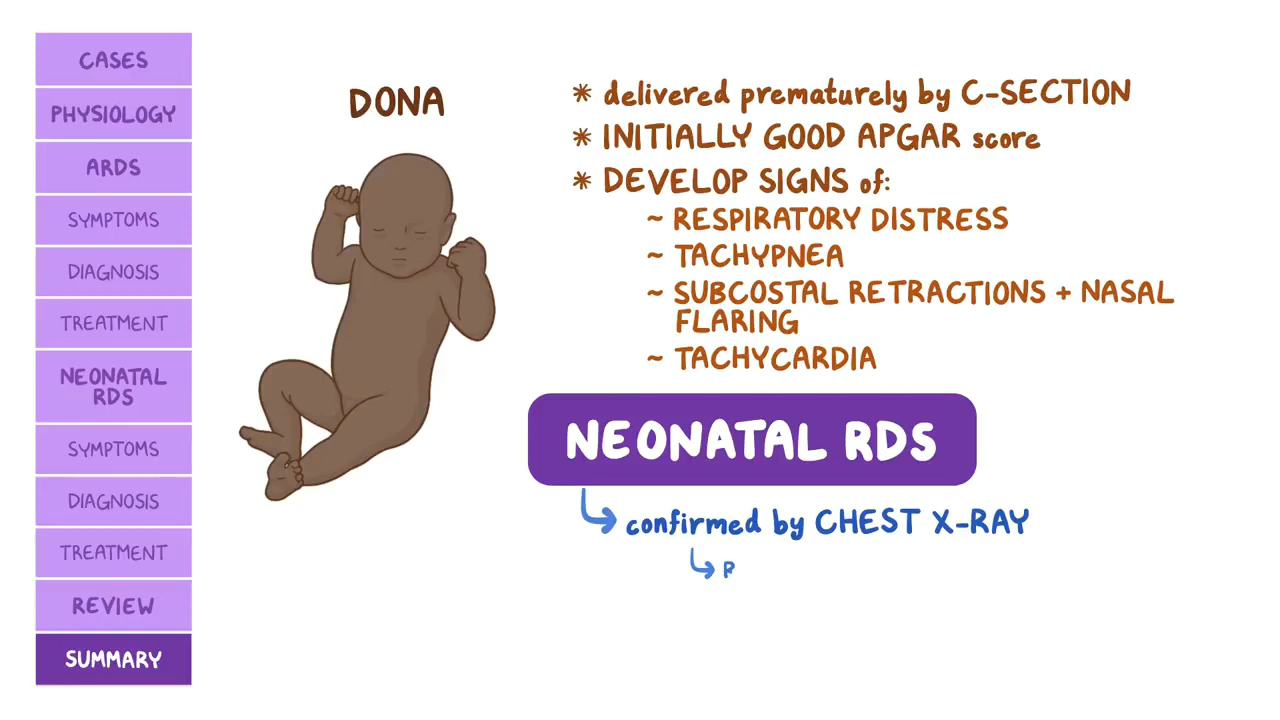 CASES
PHYSIOLOGY
ARDS
SYMPTOMS
DIAGNOSIS
TREATMENT
NEONATAL
RDS
SYMPTOMS
DIAGNOSIS
TREATMENT
REVIEW
SUMMARY
DONA
* delivered prematurely by C-SECTION
* INITIALLY GOOD APGAR score
* DEVELOP SIGNS of:
~ RESPIRATORY DISTRESS
~ TACHYPNEA
~ SUBCOSTAL RETRACTIONS + NASAL
FLARING
~ TACHYCARDIA
NEONATAL RDS
confirmed by CHEST X-RAY